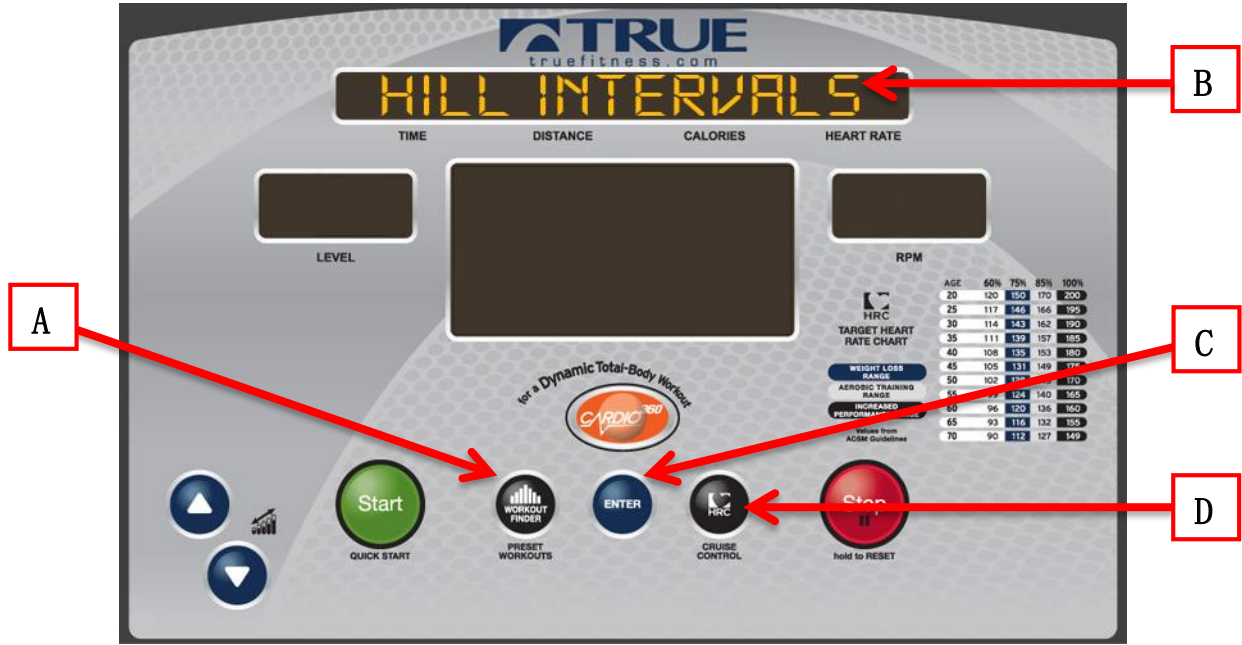 TRUE
truefitness.com
B
HILL INTERVALS
TIME DISTANCE CALORIES HEART RATE
LEVEL
RPM
A
C
D
HRC
TARGET HEART
RATE CHART
WEIGHT LOSS
RANGE
AEROBIC TRAINING
RANGE
INCREASED
PERFORMANCE RANGE
Values from
ACSM Guidelines
AGE 60% 75% 85% 100%
20 120 150 170 200
25 117 146 166 195
30 114 143 162 190
35 111 139 157 185
40 108 135 153 180
45 105 131 149 175
50 102 170
55 124 140 165
60 96 120 136 160
65 93 116 132 155
70 90 112 127 149
for a Dynamic Total-Body Workout
CARDIO 360
Start
QUICK START
WORKOUT
FINDER
PRESET
WORKOUTS
ENTER
HRC
CRUISE
CONTROL
Stop
hold to RESET